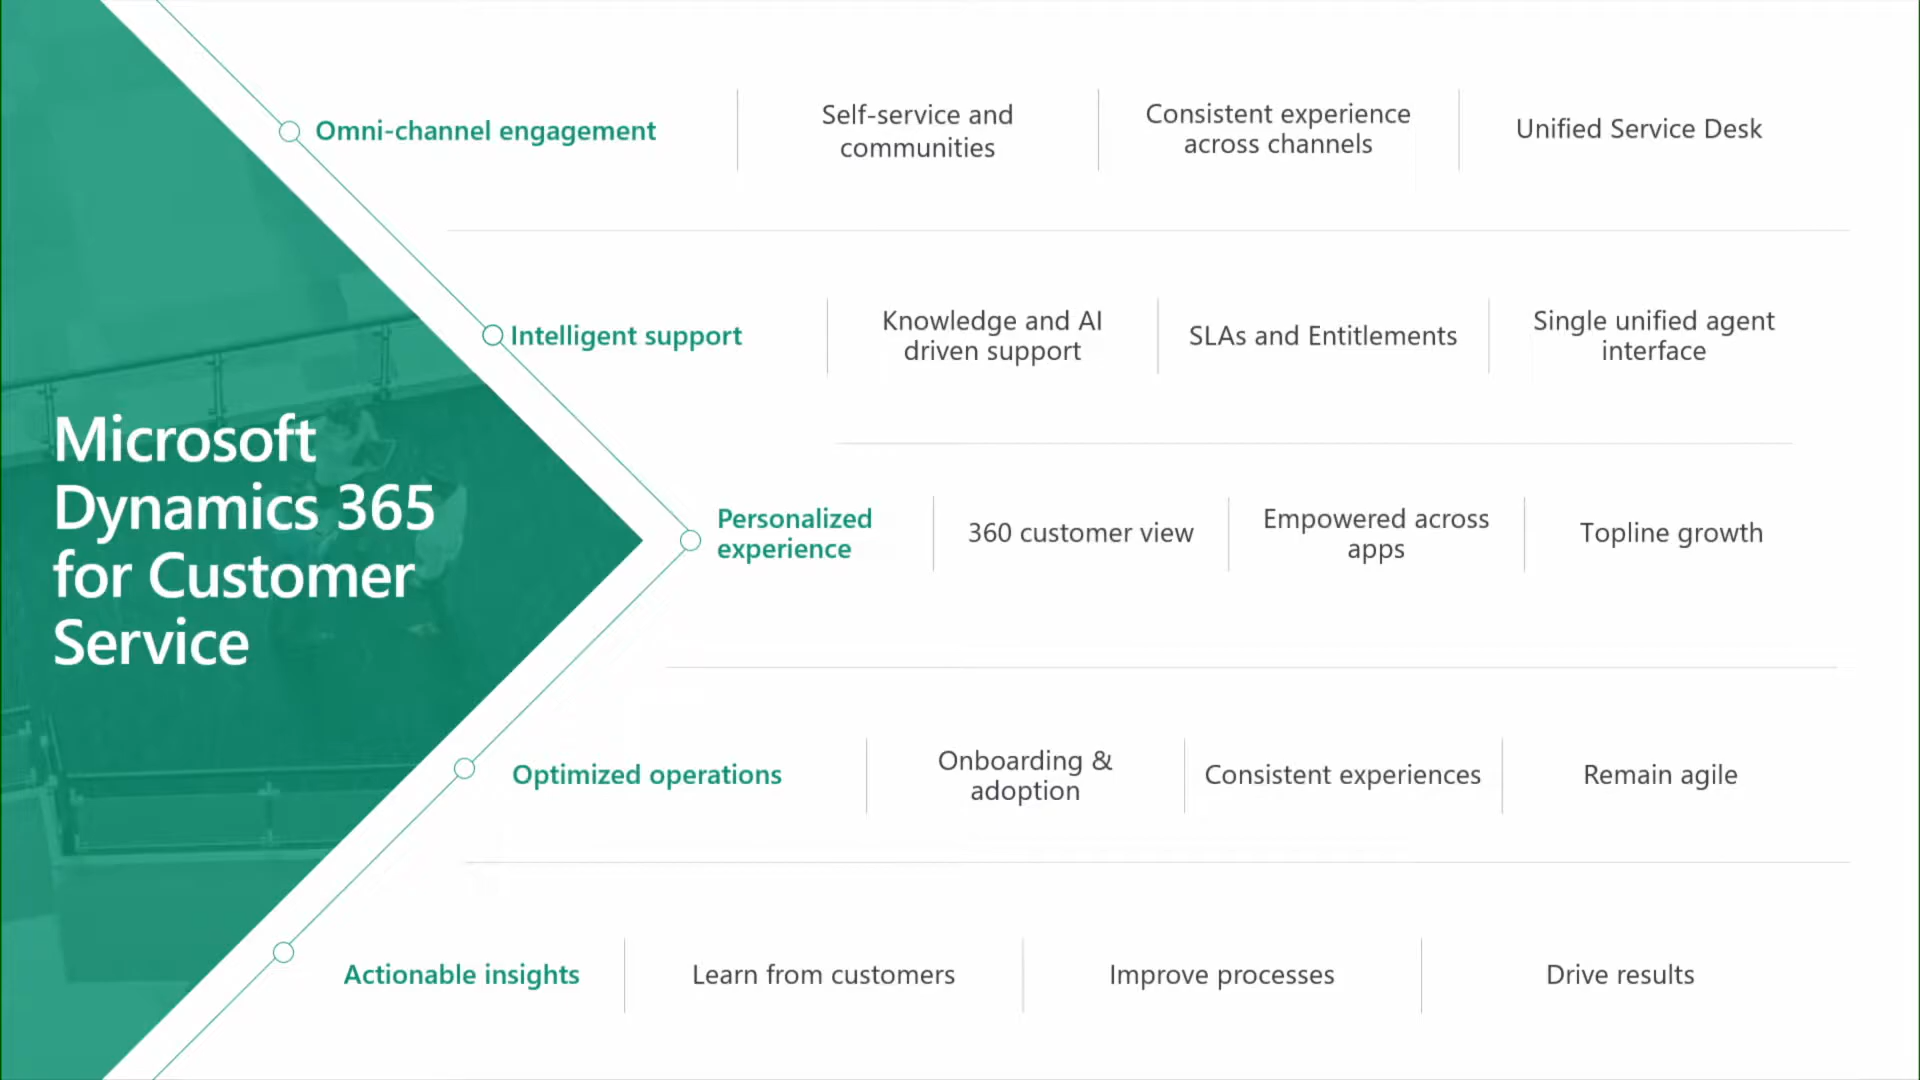 Microsoft
Dynamics 365
for Customer
Service
Omni-channel engagement
Self-service and
communities
Consistent experience
across channels
Unified Service Desk
Intelligent support
Knowledge and AI
driven support
SLAs and Entitlements
Single unified agent
interface
Personalized
experience
360 customer view
Empowered across
apps
Topline growth
Optimized operations
Onboarding &
adoption
Consistent experiences
Remain agile
Actionable insights
Learn from customers
Improve processes
Drive results